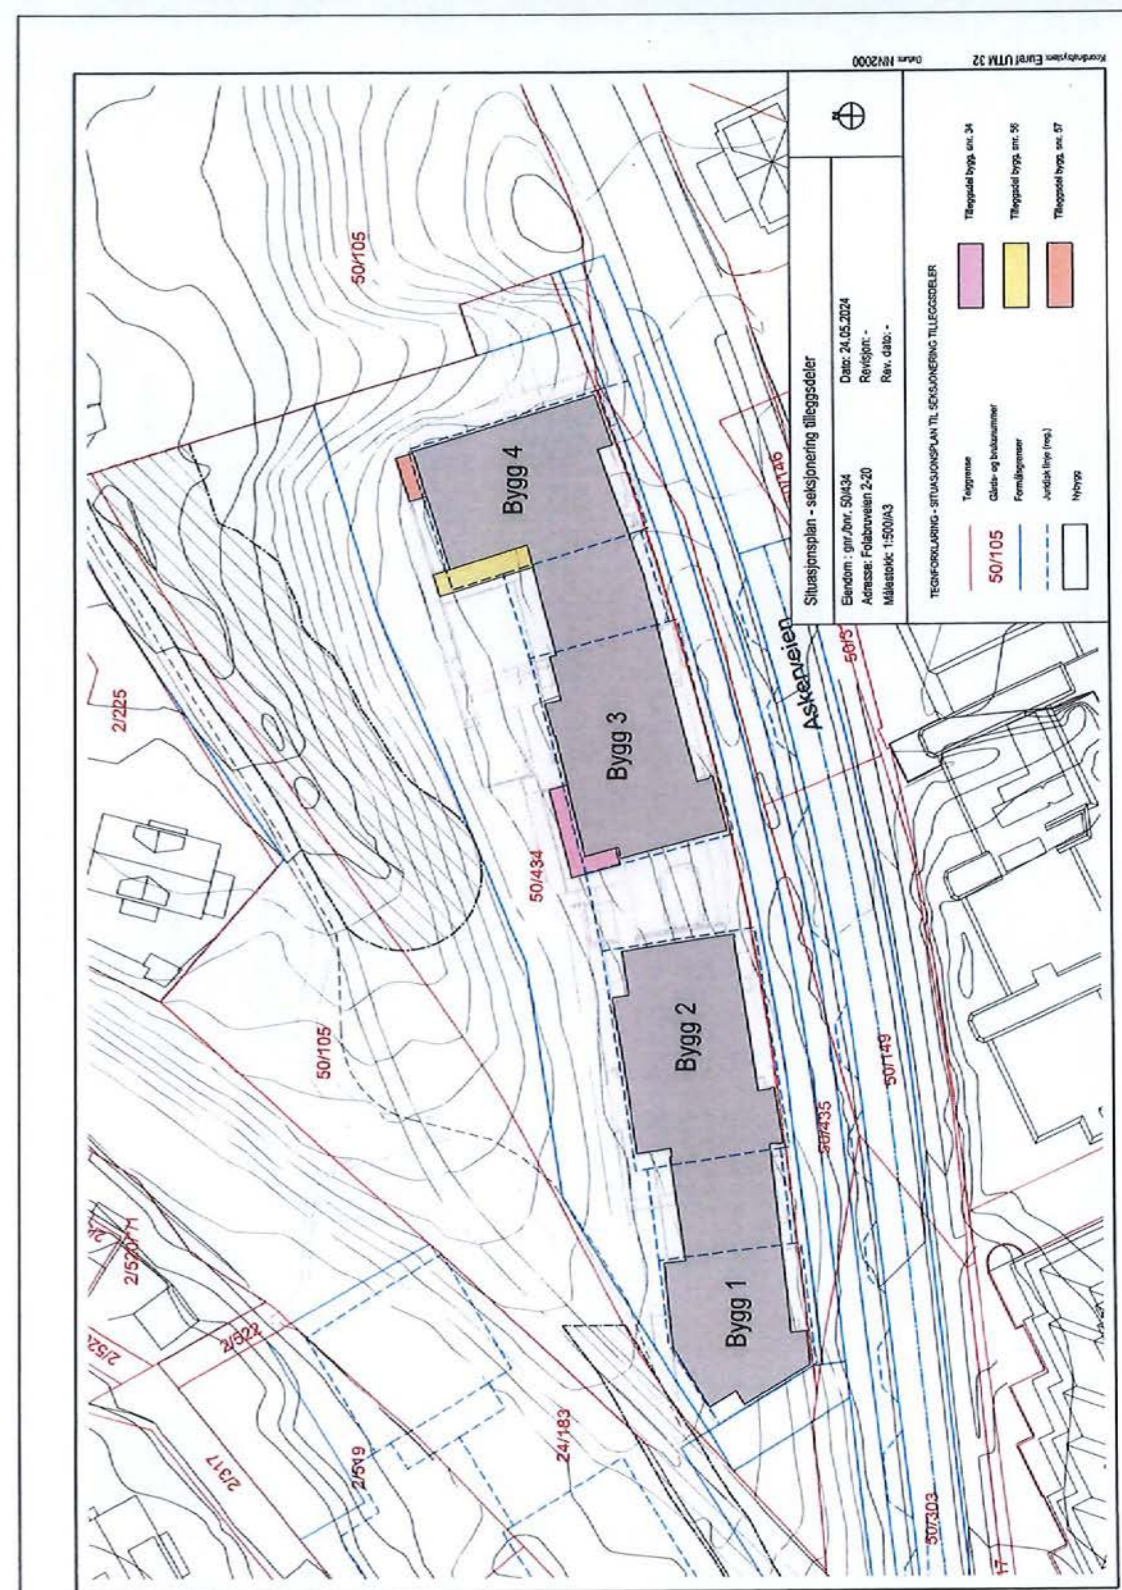 Koordinatsystem: Euref UTM 32
Datum: NN2000
Situasjonsplan - seksjonering tilleggsdeler
Eiendom : gnr./bnr. 50/434
Adresse: Folabruveien 2-20
Målestokk: 1:500/A3
Dato: 24.05.2024
Revisjon: -
Rev. dato: -
TEGNFORKLARING - SITUASJONSPLAN TIL SEKSJONERING TILLEGGSDELER
Teiggrense
50/105
Gårds- og bruksnummer
Formålsgrenser
Juridisk linje (reg.)
Nybygg
Tilleggsdel bygg, snr. 34
Tilleggsdel bygg, snr. 56
Tilleggsdel bygg, snr. 57
Bygg 1
Bygg 2
Bygg 3
Bygg 4
Askerveien
50/105
2/225
50/434
50/105
2/522
2/317
2/519
24/183
50/303
50/435
50/149
50/146